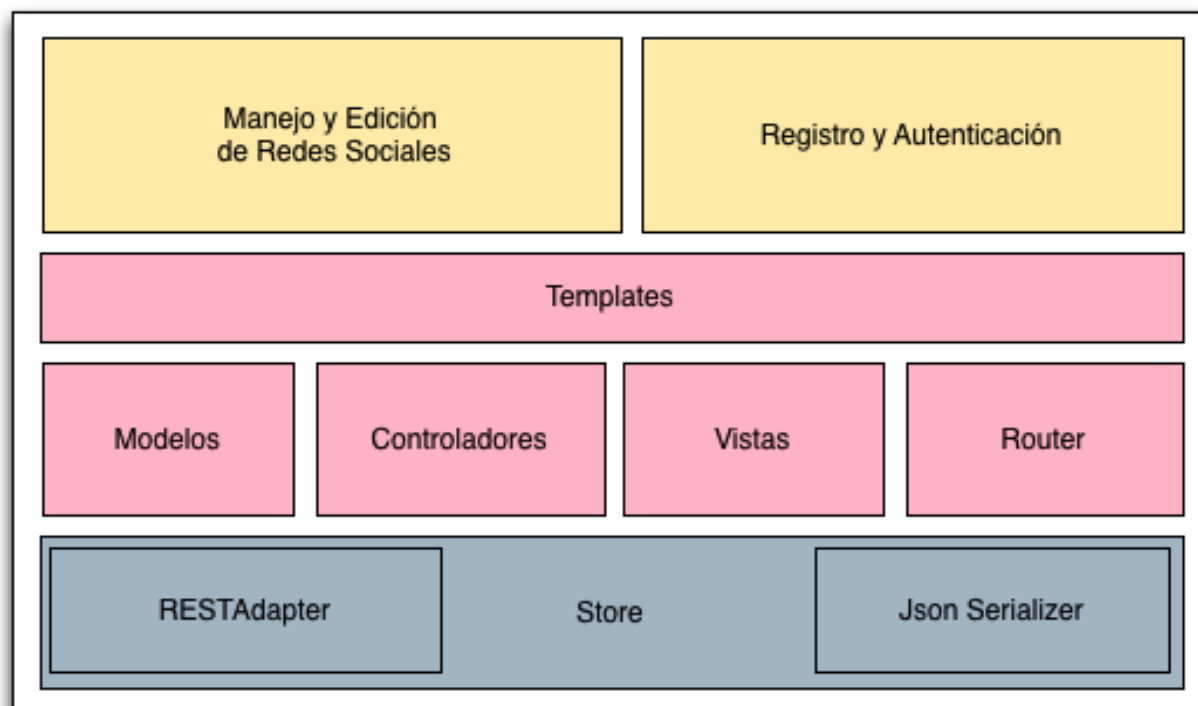 Manejo y Edición
de Redes Sociales
Registro y Autenticación
Templates
Modelos
Controladores
Vistas
Router
RESTAdapter
Store
Json Serializer